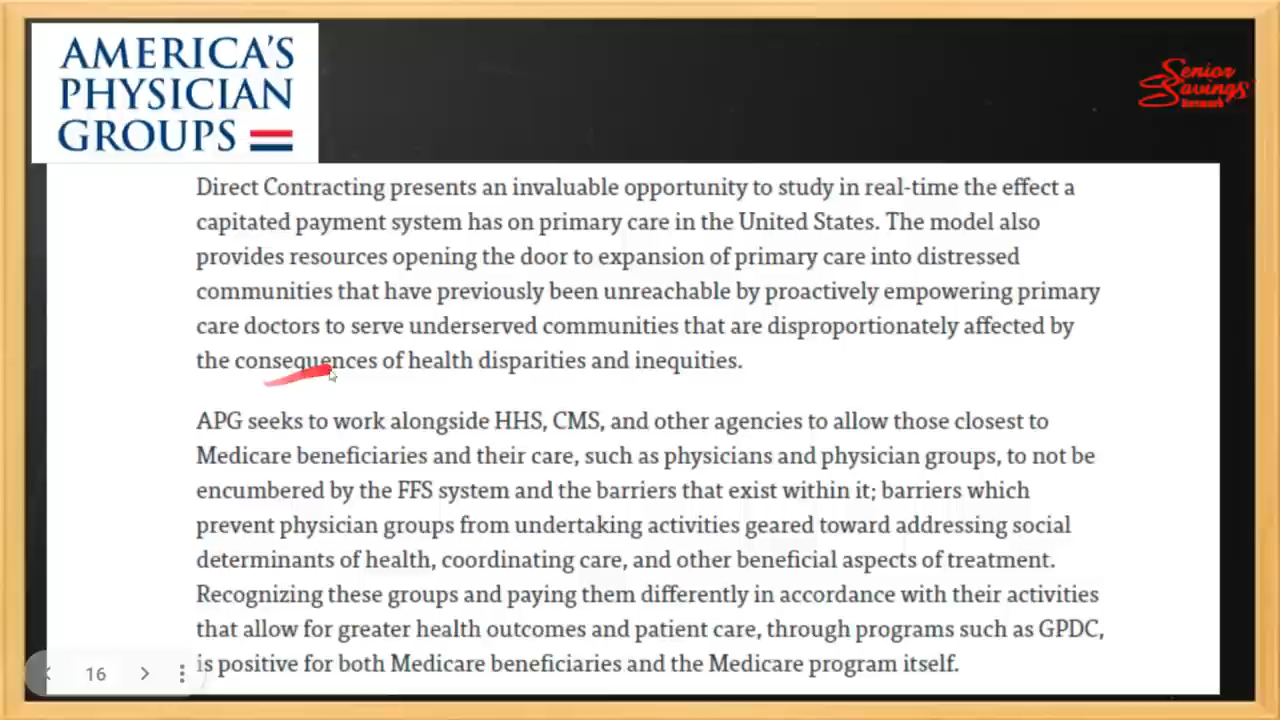 AMERICA'S
PHYSICIAN
GROUPS
Senior
Savings
Network
Direct Contracting presents an invaluable opportunity to study in real-time the effect a
capitated payment system has on primary care in the United States. The model also
provides resources opening the door to expansion of primary care into distressed
communities that have previously been unreachable by proactively empowering primary
care doctors to serve underserved communities that are disproportionately affected by
the consequences of health disparities and inequities.
APG seeks to work alongside HHS, CMS, and other agencies to allow those closest to
Medicare beneficiaries and their care, such as physicians and physician groups, to not be
encumbered by the FFS system and the barriers that exist within it; barriers which
prevent physician groups from undertaking activities geared toward addressing social
determinants of health, coordinating care, and other beneficial aspects of treatment.
Recognizing these groups and paying them differently in accordance with their activities
that allow for greater health outcomes and patient care, through programs such as GPDC,
is positive for both Medicare beneficiaries and the Medicare program itself.
16